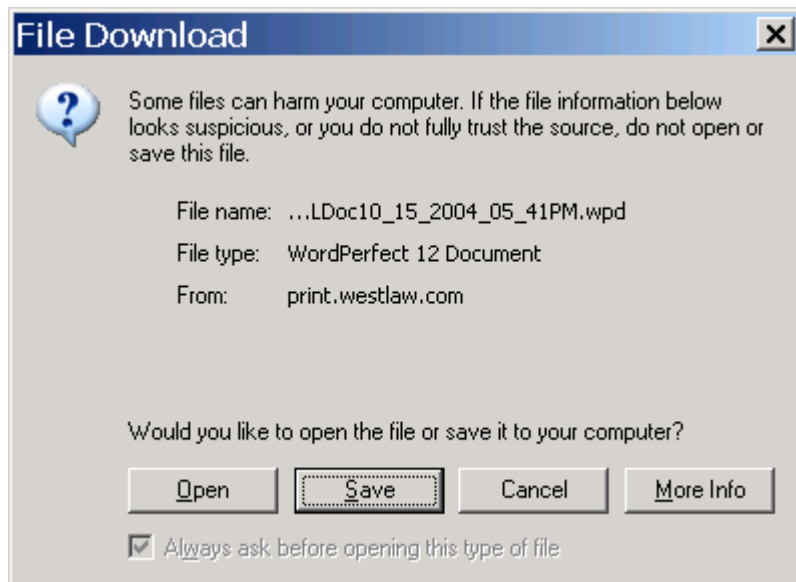 File Download
Some files can harm your computer. If the file information below
looks suspicious, or you do not fully trust the source, do not open or
save this file.
File name: ...LDoc10_15_2004_05_41PM.wpd
File type: WordPerfect 12 Document
From: print.westlaw.com
Would you like to open the file or save it to your computer?
Open Save Cancel More Info
Always ask before opening this type of file